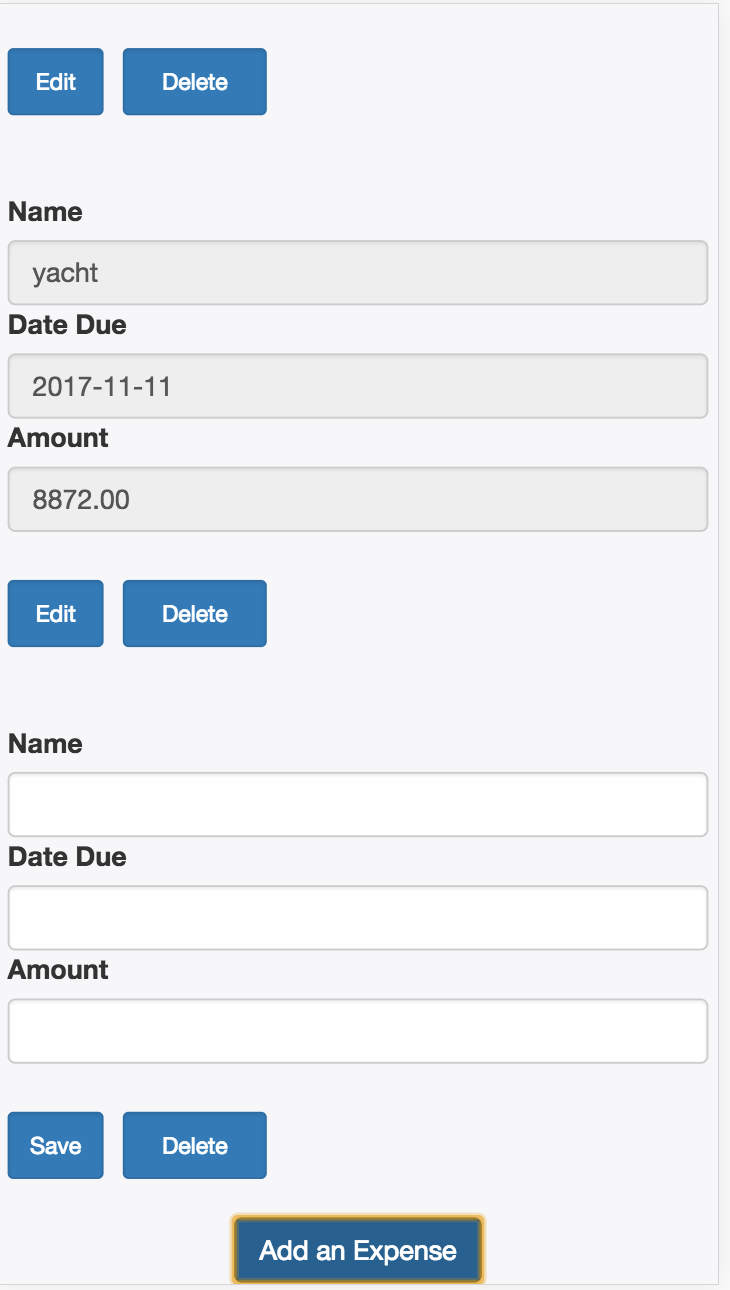 Edit Delete
Name
yacht
Date Due
2017-11-11
Amount
8872.00
Edit Delete
Name
Date Due
Amount
Save Delete
Add an Expense